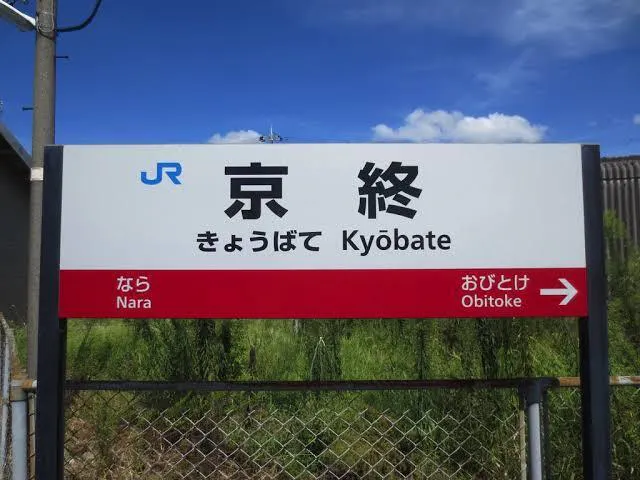 JR 京終
きょうばて Kyōbate
なら おびとけ →
Nara Obitoke